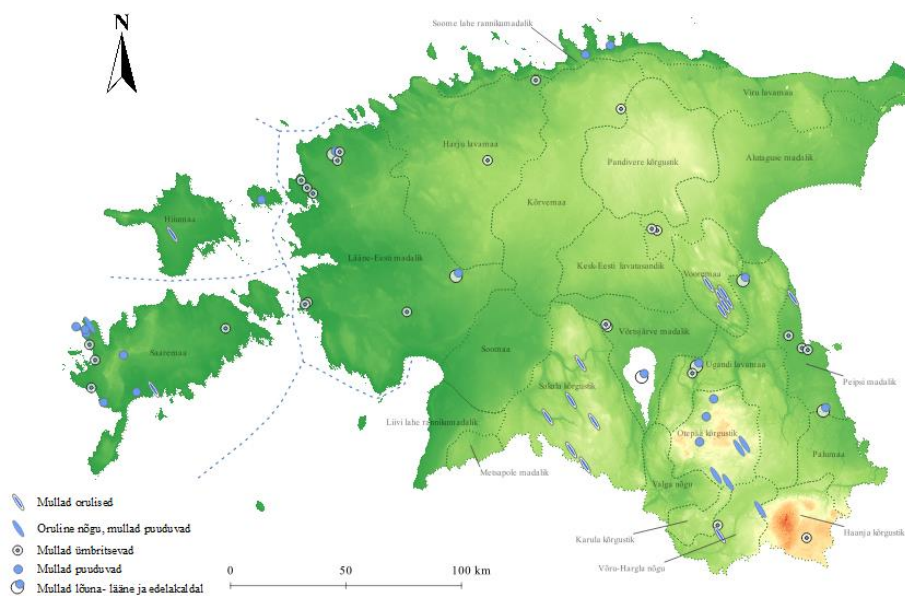 N
Soome lahe rannikumadalik
Viru lavamaa
Harju lavamaa
Pandivere kõrgustik
Alutaguse madalik
Kõrvemaa
Hiiumaa
Lääne-Eesti madalik
Kesk-Eesti lavatasandik
Vooremaa
Saaremaa
Soomaa
Võrtsjärve madalik
Ugandi lavamaa
Peipsi madalik
Sakala kõrgustik
Liivi lahe rannikumadalik
Otepää kõrgustik
Metsapole madalik
Valga nõgu
Palumaa
Karula kõrgustik
Haanja kõrgustik
Võru-Hargla nõgu
Mullad orulised
Oruline nõgu, mullad puuduvad
Mullad ümbritsevad
Mullad puuduvad
Mullad lõuna- lääne ja edelakaldal
0 50 100 km